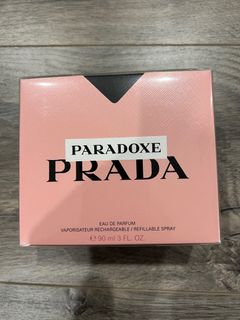 PARADOXE
PRADA
EAU DE PARFUM
VAPORISATEUR RECHARGEABLE / REFILLABLE SPRAY
℮ 90 ml 3 FL. OZ.